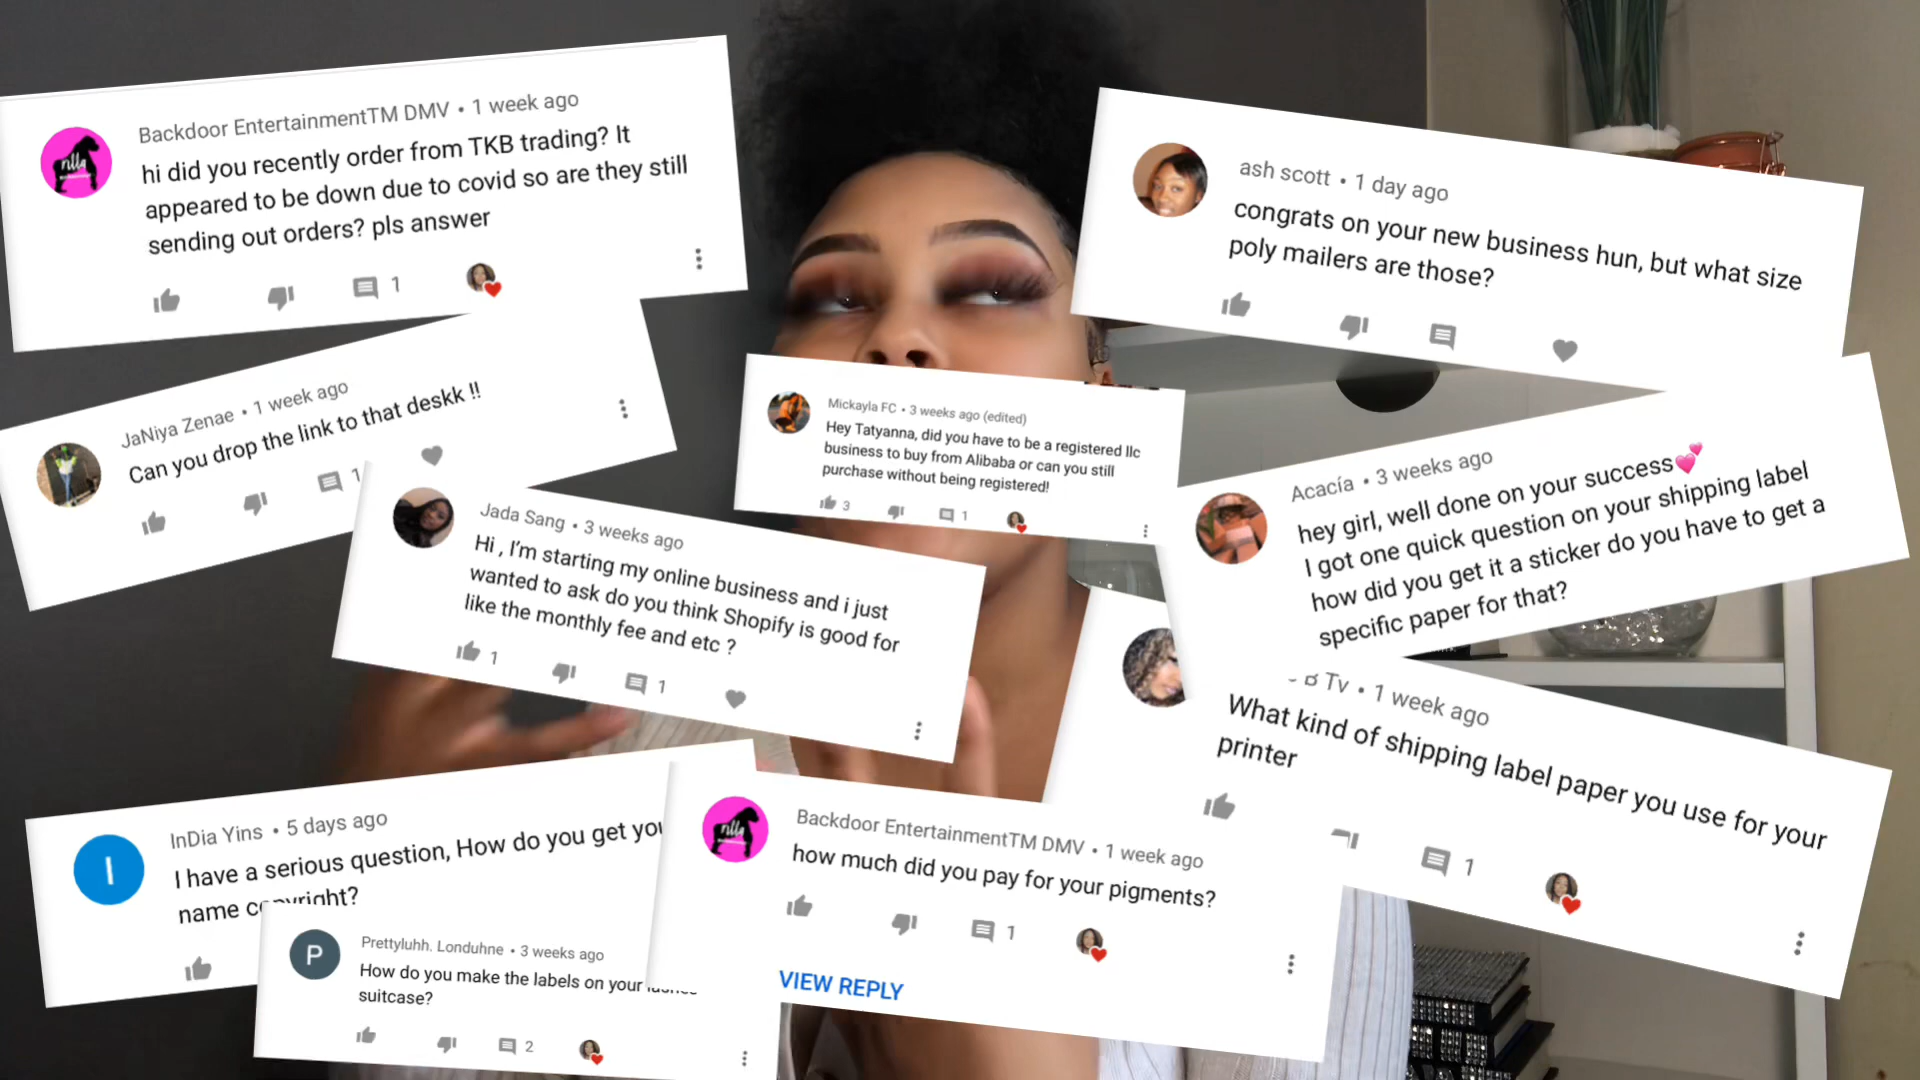 Backdoor EntertainmentTM DMV • 1 week ago
hi did you recently order from TKB trading? It
appeared to be down due to covid so are they still
sending out orders? pls answer
1
ash scott • 1 day ago
congrats on your new business hun, but what size
poly mailers are those?
JaNiya Zenae • 1 week ago
Can you drop the link to that deskk !!
1
Mickayla FC • 3 weeks ago (edited)
Hey Tatyanna, did you have to be a registered llc
business to buy from Alibaba or can you still
purchase without being registered!
3
1
Acacía • 3 weeks ago
hey girl, well done on your success💕
I got one quick question on your shipping label
how did you get it a sticker do you have to get a
specific paper for that?
Jada Sang • 3 weeks ago
Hi , I'm starting my online business and i just
wanted to ask do you think Shopify is good for
like the monthly fee and etc ?
1
1
Tv • 1 week ago
What kind of shipping label paper you use for your
printer
1
I
InDia Yins • 5 days ago
I have a serious question, How do you get
name
Backdoor EntertainmentTM DMV • 1 week ago
how much did you pay for your pigments?
1
VIEW REPLY
P
Prettyluhh. Londuhne • 3 weeks ago
How do you make the labels on your
suitcase?
2